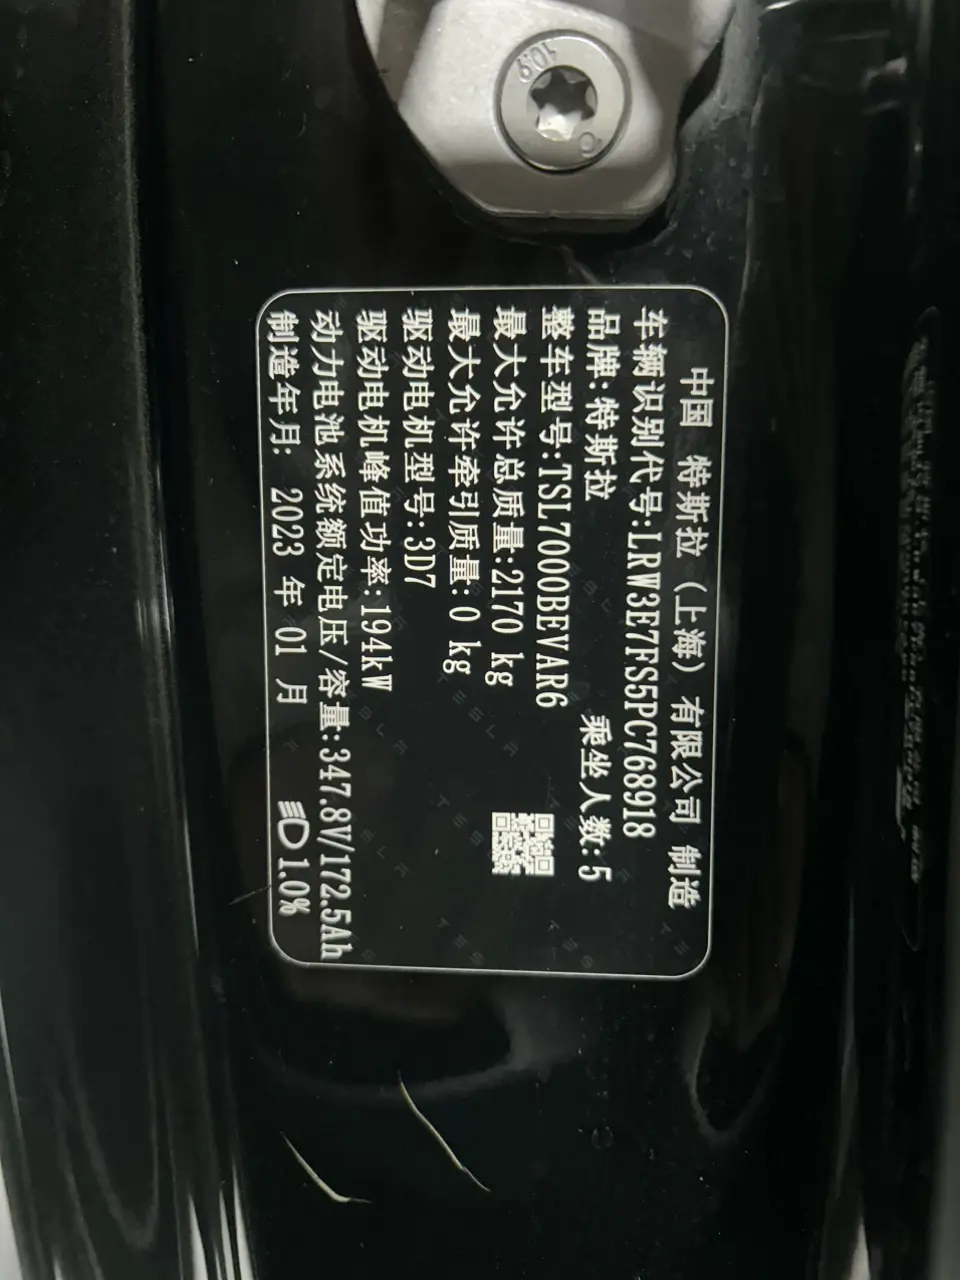 10.9
中国 特斯拉（上海）有限公司 制造
车辆识别代号:LRW3E7FS5PC768918
品牌:特斯拉 乘坐人数:5
整车型号:TSL7000BEVAR6
最大允许总质量:2170 kg
最大允许牵引质量:0 kg
驱动电机型号:3D7
驱动电机峰值功率:194kW
动力电池系统额定电压/容量:347.8V/172.5Ah
制造年月: 2023 年 01 月 1.0%
TESLA